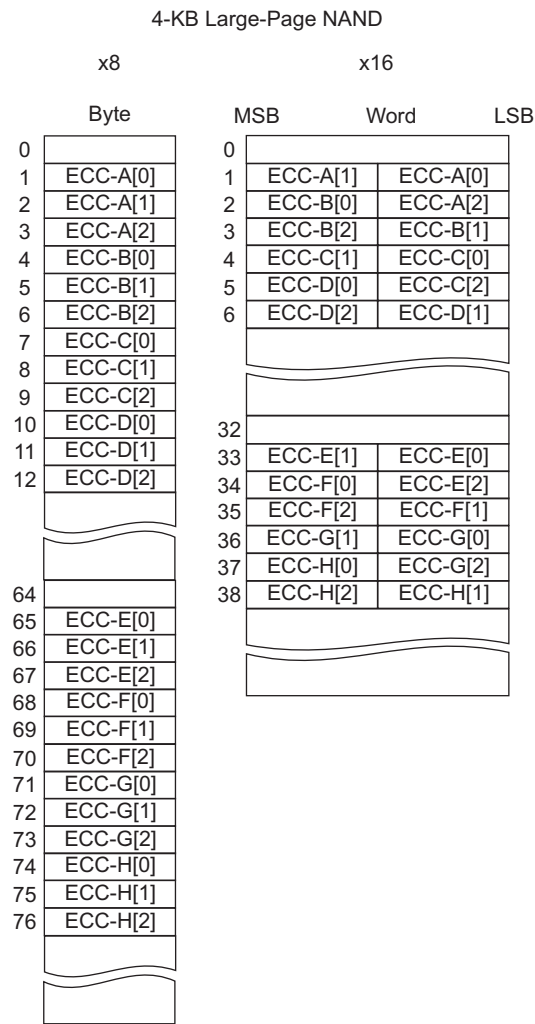 4-KB Large-Page NAND
x8
Byte
0
1 ECC-A[0]
2 ECC-A[1]
3 ECC-A[2]
4 ECC-B[0]
5 ECC-B[1]
6 ECC-B[2]
7 ECC-C[0]
8 ECC-C[1]
9 ECC-C[2]
10 ECC-D[0]
11 ECC-D[1]
12 ECC-D[2]
64
65 ECC-E[0]
66 ECC-E[1]
67 ECC-E[2]
68 ECC-F[0]
69 ECC-F[1]
70 ECC-F[2]
71 ECC-G[0]
72 ECC-G[1]
73 ECC-G[2]
74 ECC-H[0]
75 ECC-H[1]
76 ECC-H[2]
x16
MSB Word LSB
0
1 ECC-A[1] ECC-A[0]
2 ECC-B[0] ECC-A[2]
3 ECC-B[2] ECC-B[1]
4 ECC-C[1] ECC-C[0]
5 ECC-D[0] ECC-C[2]
6 ECC-D[2] ECC-D[1]
32
33 ECC-E[1] ECC-E[0]
34 ECC-F[0] ECC-E[2]
35 ECC-F[2] ECC-F[1]
36 ECC-G[1] ECC-G[0]
37 ECC-H[0] ECC-G[2]
38 ECC-H[2] ECC-H[1]